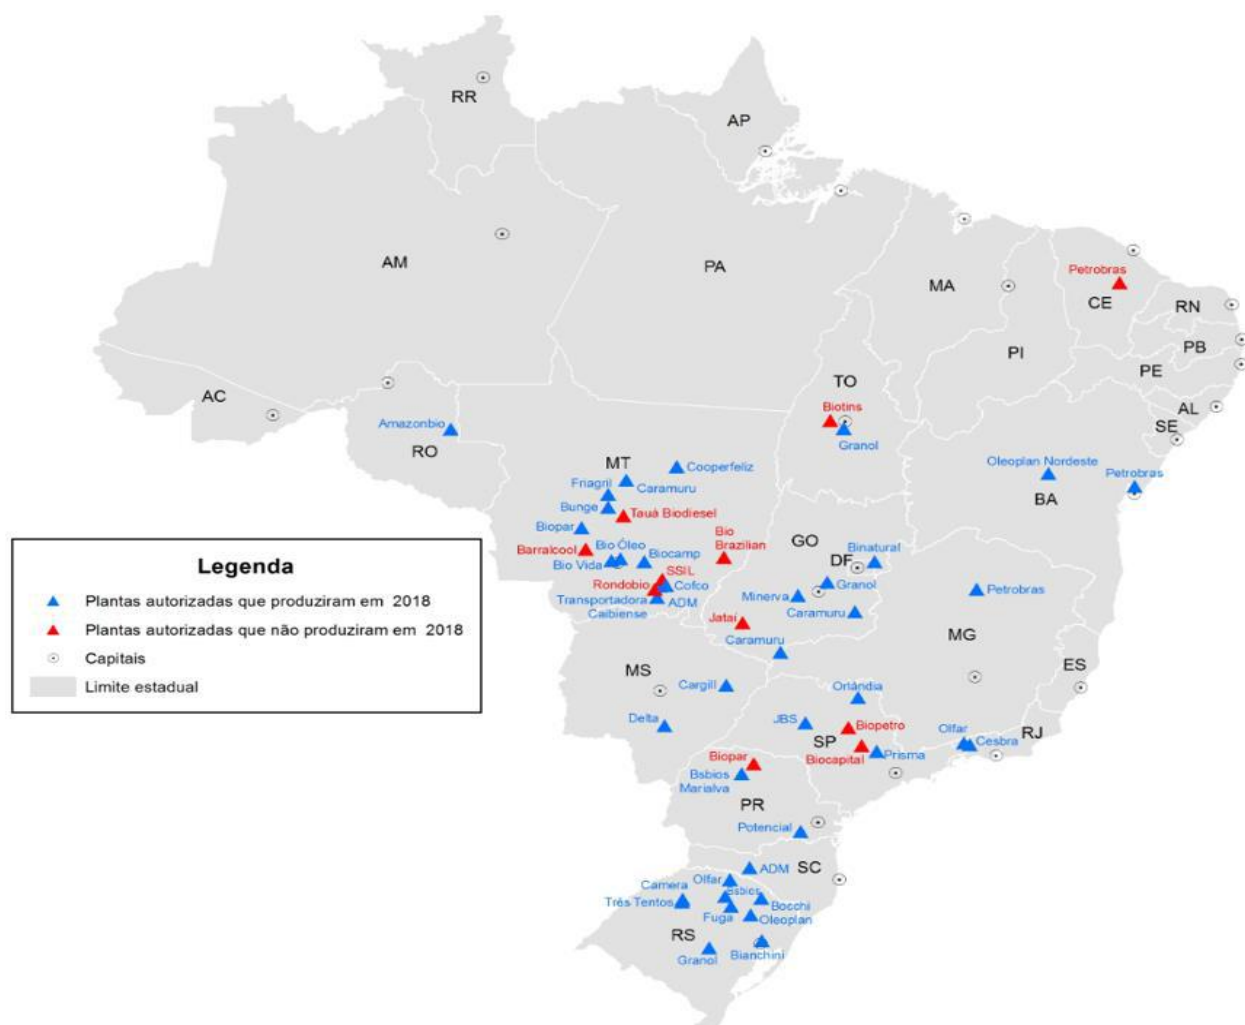 RR
AP
AM
PA
MA
Petrobras
CE
RN
PB
PI
PE
AL
SE
TO
Biotins
Granol
AC
Amazonbio
RO
Oleoplan Nordeste
Petrobras
BA
MT
Cooperfeliz
Caramuru
Fiagril
Bunge
Tauá Biodiesel
Biopar
Barralcool
Bio Óleo
Bio Vida
Biocamp
Bio
Brazilian
SSIL
Rondobio
Cofco
Transportadora
Caibiense
ADM
GO
DF
Binatural
Granol
Minerva
Caramuru
Petrobras
Jataí
Caramuru
MG
ES
MS
Cargill
Orlândia
Delta
JBS
Biopetro
SP
Biocapital
Prisma
Olfar
Cesbra
RJ
Biopar
Bsbios
Marialva
PR
Potencial
SC
ADM
Olfar
Camera
Bsbios
Três Tentos
Bocchi
Fuga
Oleoplan
RS
Granol
Bianchini
Legenda
Plantas autorizadas que produziram em 2018
Plantas autorizadas que não produziram em 2018
Capitais
Limite estadual